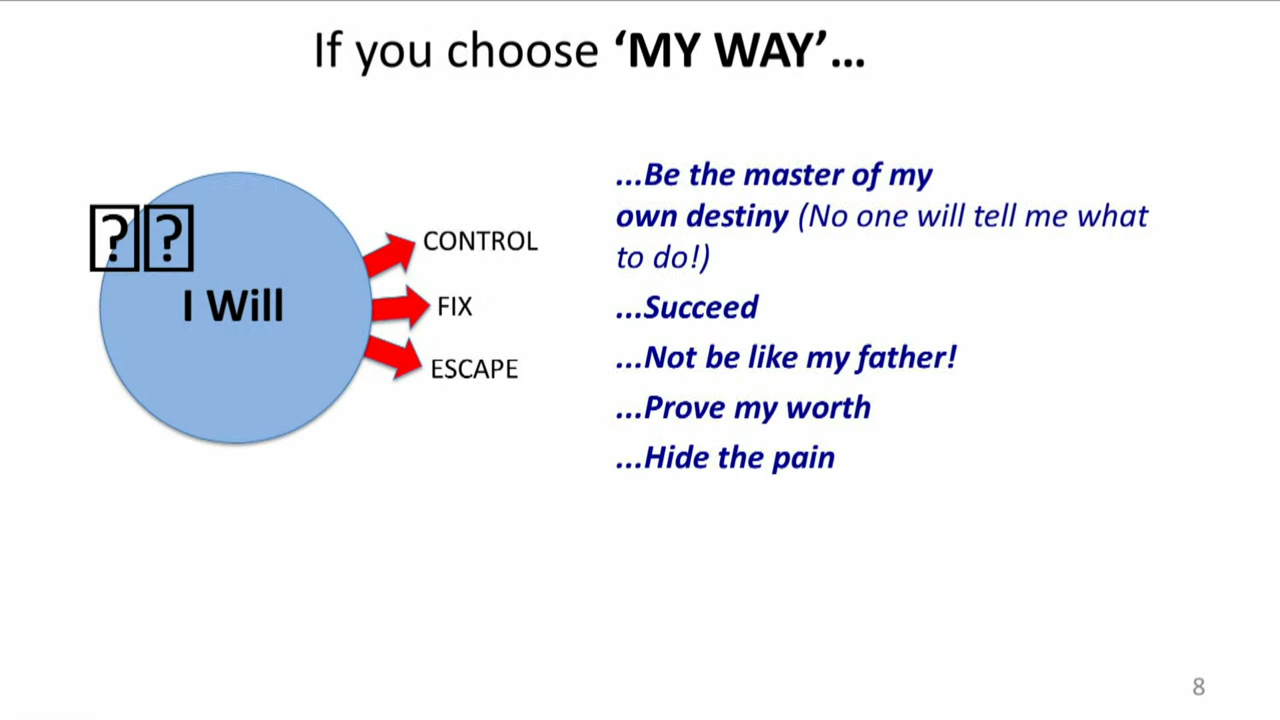 If you choose ‘MY WAY’...
I Will
CONTROL
FIX
ESCAPE
...Be the master of my
own destiny (No one will tell me what
to do!)
...Succeed
...Not be like my father!
...Prove my worth
...Hide the pain
8